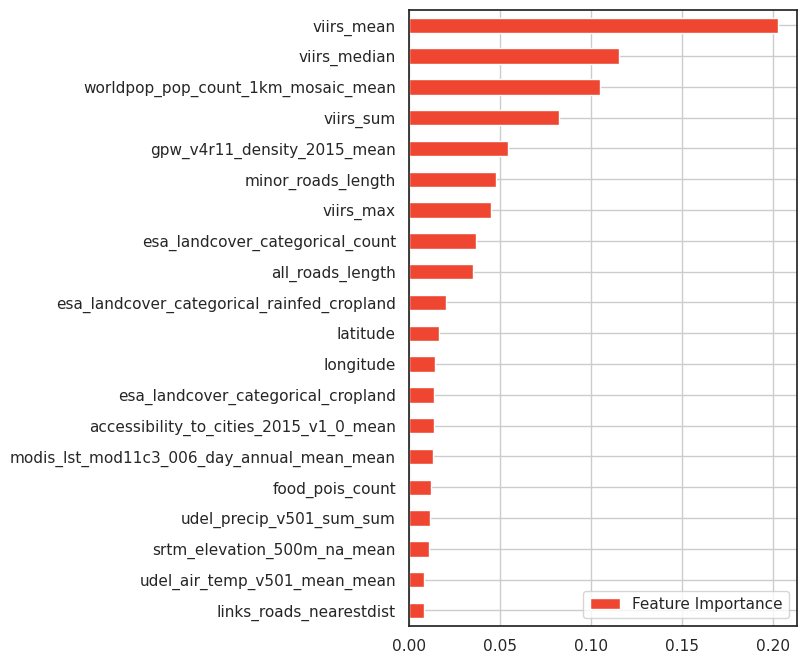 viirs_mean
viirs_median
worldpop_pop_count_1km_mosaic_mean
viirs_sum
gpw_v4r11_density_2015_mean
minor_roads_length
viirs_max
esa_landcover_categorical_count
all_roads_length
esa_landcover_categorical_rainfed_cropland
latitude
longitude
esa_landcover_categorical_cropland
accessibility_to_cities_2015_v1_0_mean
modis_lst_mod11c3_006_day_annual_mean_mean
food_pois_count
udel_precip_v501_sum_sum
srtm_elevation_500m_na_mean
udel_air_temp_v501_mean_mean
links_roads_nearestdist
Feature Importance
0.00 0.05 0.10 0.15 0.20